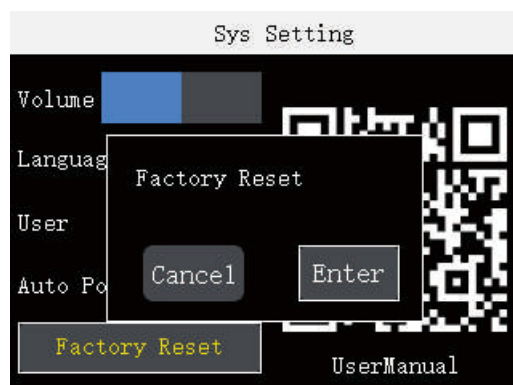 Sys Setting
Volume
Languag
Factory Reset
User
Cancel Enter
Auto Po
Factory Reset
UserManual